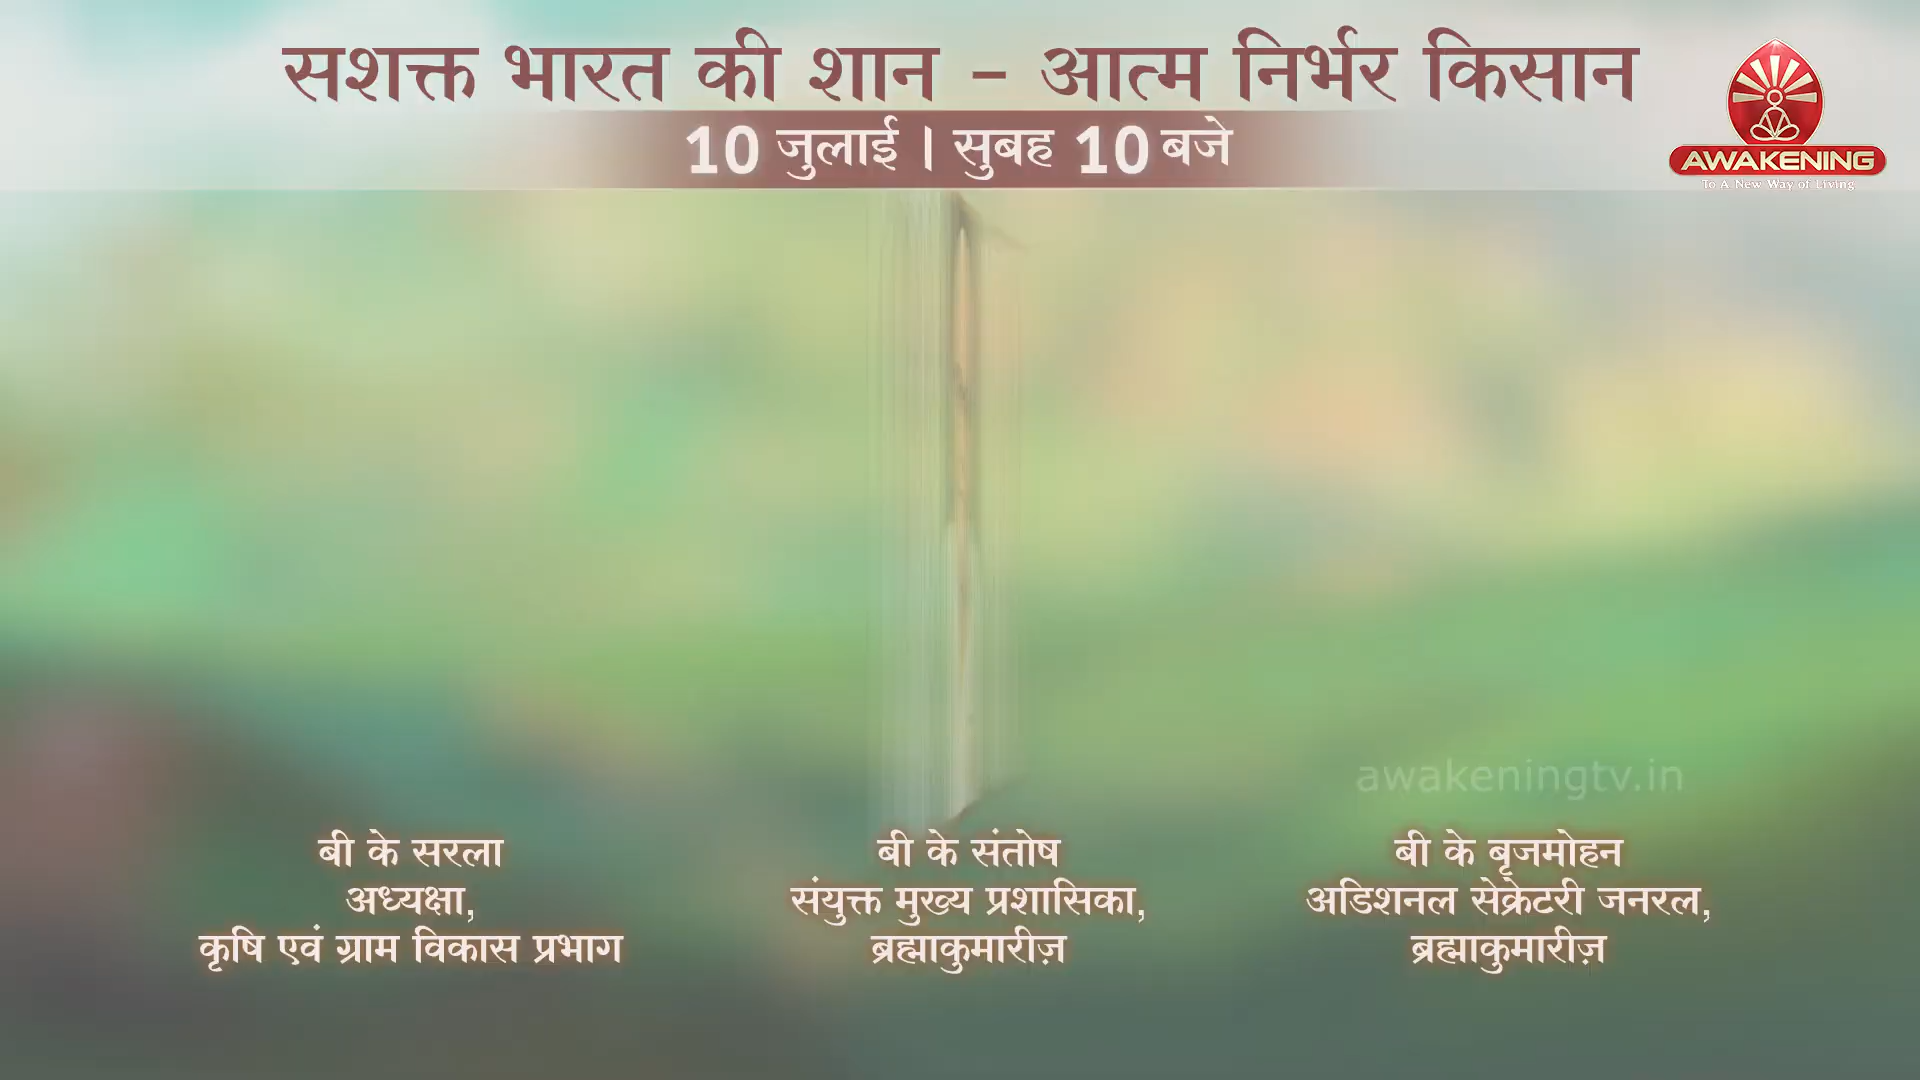 सशक्त भारत की शान - आत्म निर्भर किसान
10 जुलाई । सुबह 10 बजे
AWAKENING
To A New Way of Living
awakeningtv.in
बी के सरला
अध्यक्षा,
कृषि एवं ग्राम विकास प्रभाग
बी के संतोष
संयुक्त मुख्य प्रशासिका,
ब्रह्माकुमारीज़
बी के बृजमोहन
अडिशनल सेक्रेटरी जनरल,
ब्रह्माकुमारीज़